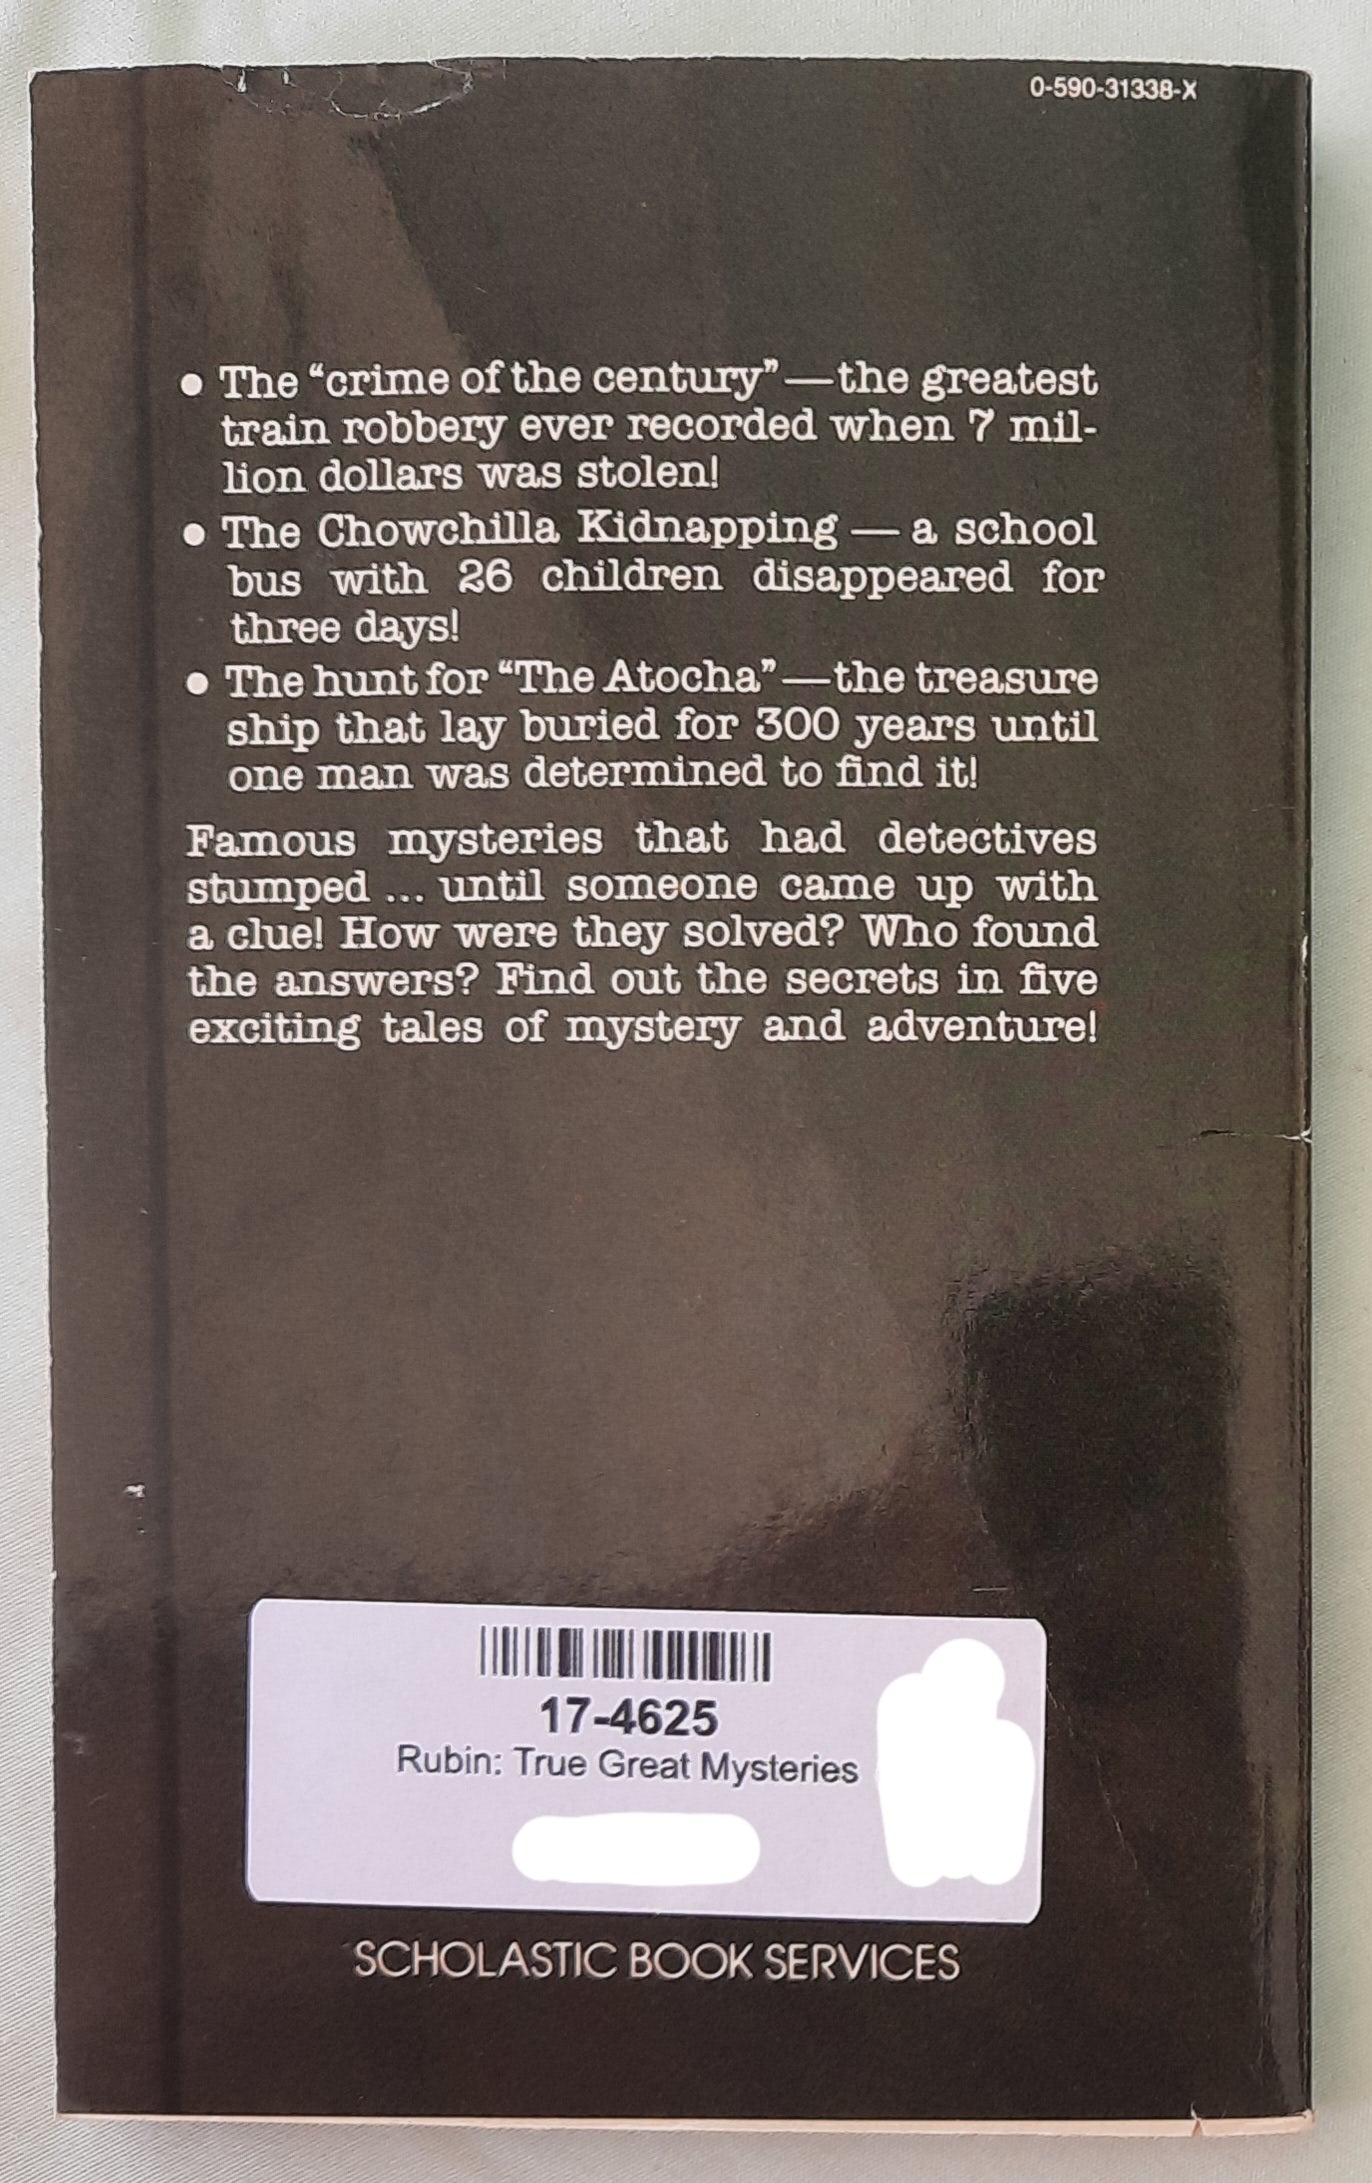 0-590-31338-X
● The “crime of the century”—the greatest
train robbery ever recorded when 7 mil-
lion dollars was stolen!
● The Chowchilla Kidnapping — a school
bus with 26 children disappeared for
three days!
● The hunt for “The Atocha”—the treasure
ship that lay buried for 300 years until
one man was determined to find it!
Famous mysteries that had detectives
stumped ... until someone came up with
a clue! How were they solved? Who found
the answers? Find out the secrets in five
exciting tales of mystery and adventure!
17-4625
Rubin: True Great Mysteries
SCHOLASTIC BOOK SERVICES